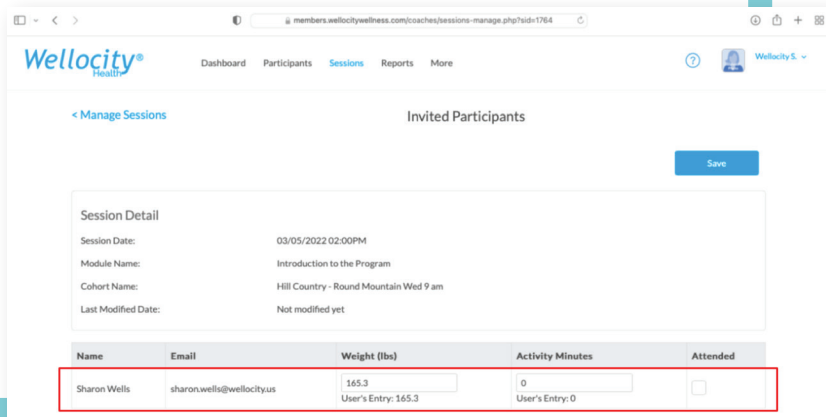 members.wellocitywellness.com/coaches/sessions-manage.php?sid=1764
Wellocity®
Health
Dashboard Participants Sessions Reports More
?
Wellocity S.
< Manage Sessions
Invited Participants
Save
Session Detail
Session Date: 03/05/2022 02:00PM
Module Name: Introduction to the Program
Cohort Name: Hill Country - Round Mountain Wed 9 am
Last Modified Date: Not modified yet
Name Email Weight (lbs) Activity Minutes Attended
Sharon Wells sharon.wells@wellocity.us 165.3 0
User's Entry: 165.3 User's Entry: 0